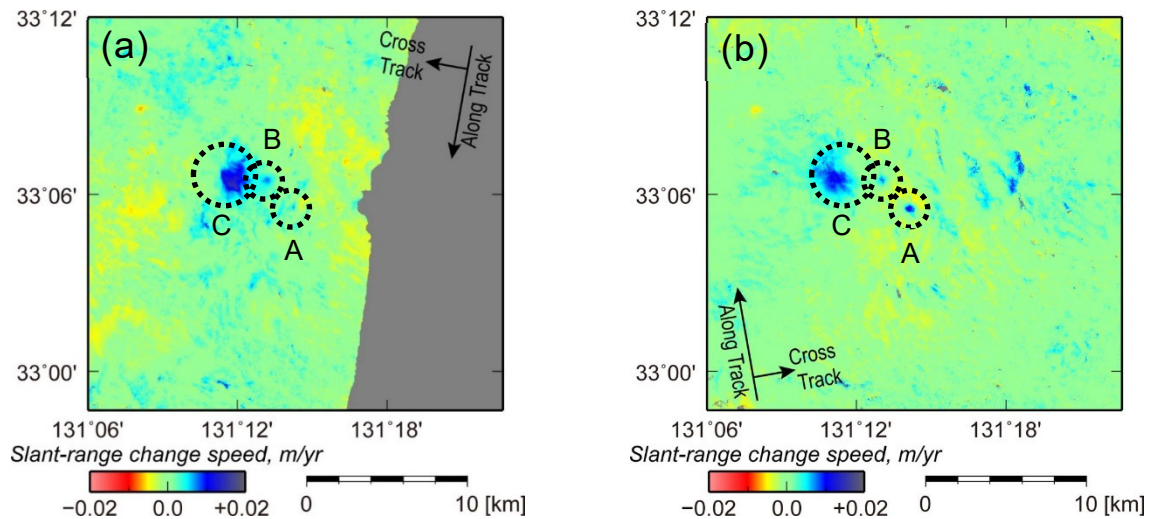 (a)
33°12'
33°06'
33°00'
131°06'
131°12'
131°18'
Cross
Track
Along Track
B
C
A
Slant-range change speed, m/yr
−0.02
0.0
+0.02
0
10 [km]
(b)
33°12'
33°06'
33°00'
131°06'
131°12'
131°18'
B
C
A
Along Track
Cross
Track
Slant-range change speed, m/yr
−0.02
0.0
+0.02
0
10 [km]